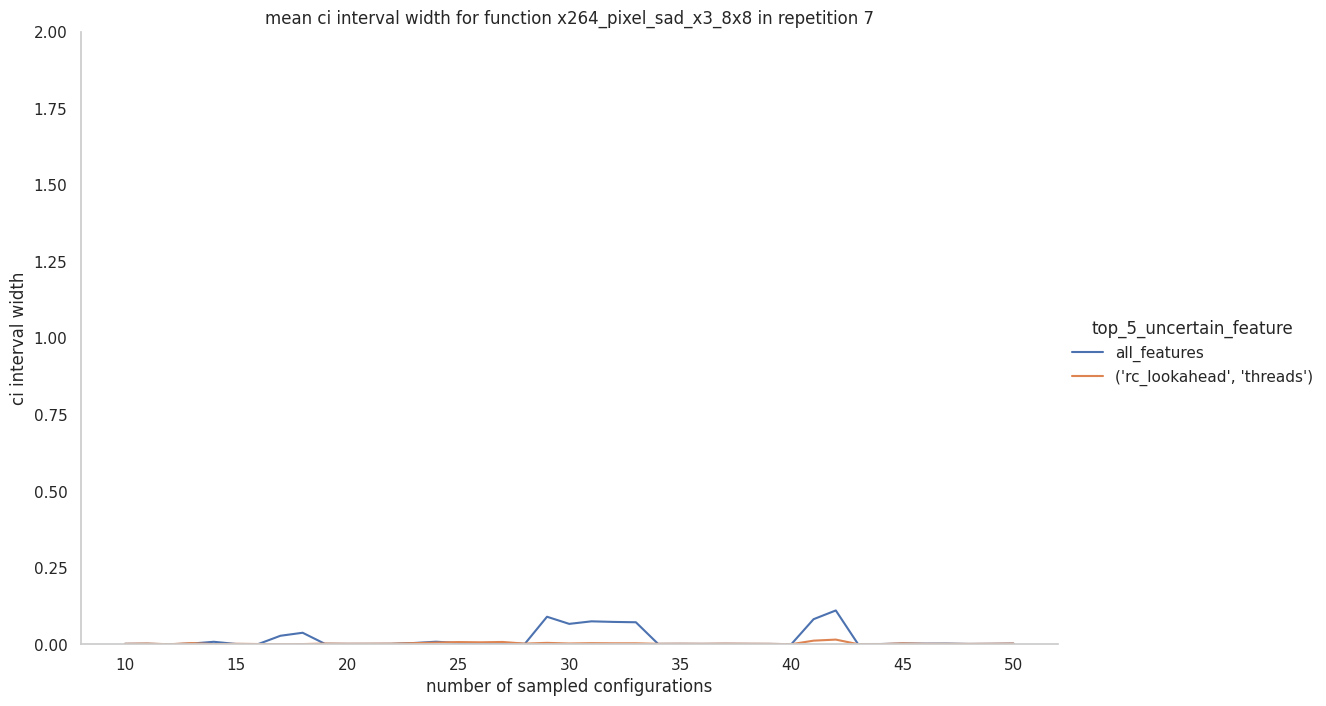 mean ci interval width for function x264_pixel_sad_x3_8x8 in repetition 7
2.00
1.75
1.50
1.25
1.00
0.75
0.50
0.25
0.00
ci interval width
10 15 20 25 30 35 40 45 50
number of sampled configurations
top_5_uncertain_feature
all_features
('rc_lookahead', 'threads')